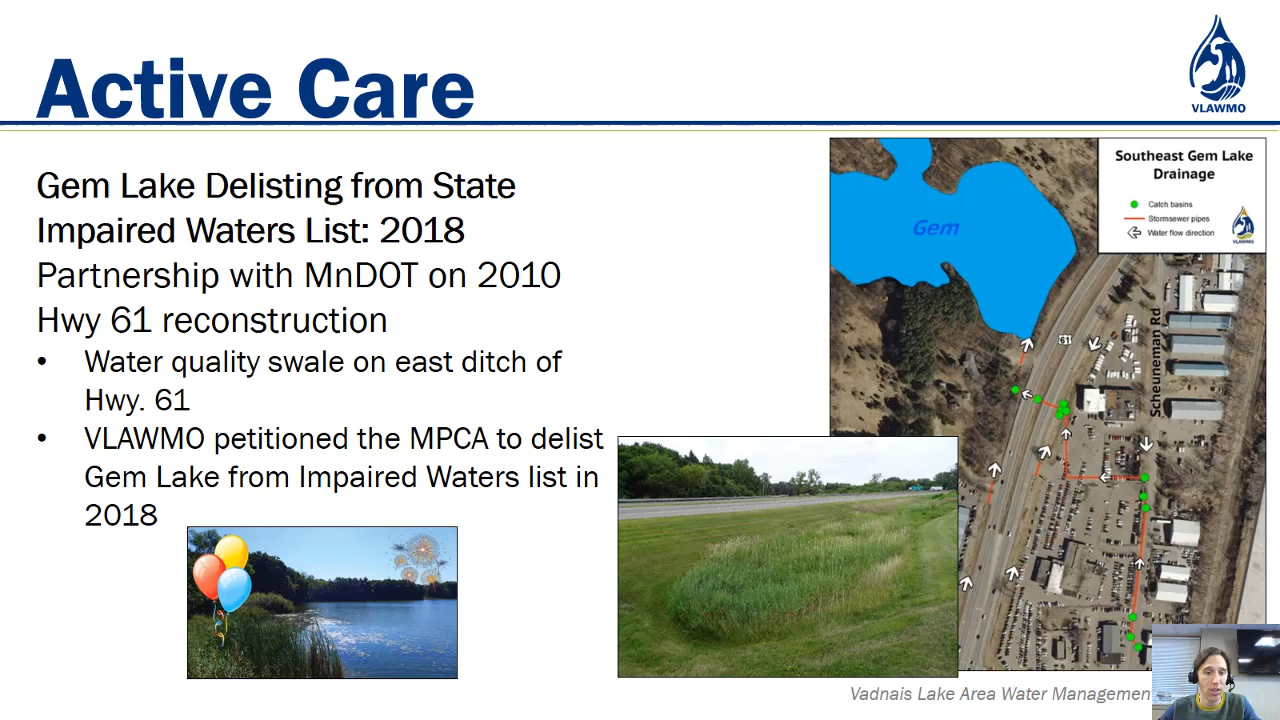 Active Care
VLAWMO
Gem Lake Delisting from State
Impaired Waters List: 2018
Partnership with MnDOT on 2010
Hwy 61 reconstruction
• Water quality swale on east ditch of
Hwy. 61
• VLAWMO petitioned the MPCA to delist
Gem Lake from Impaired Waters list in
2018
Southeast Gem Lake
Drainage
Catch basins
Stormsewer pipes
Water flow direction
VLAWMO
Gem
61
Scheuneman Rd
Vadnais Lake Area Water Managemen